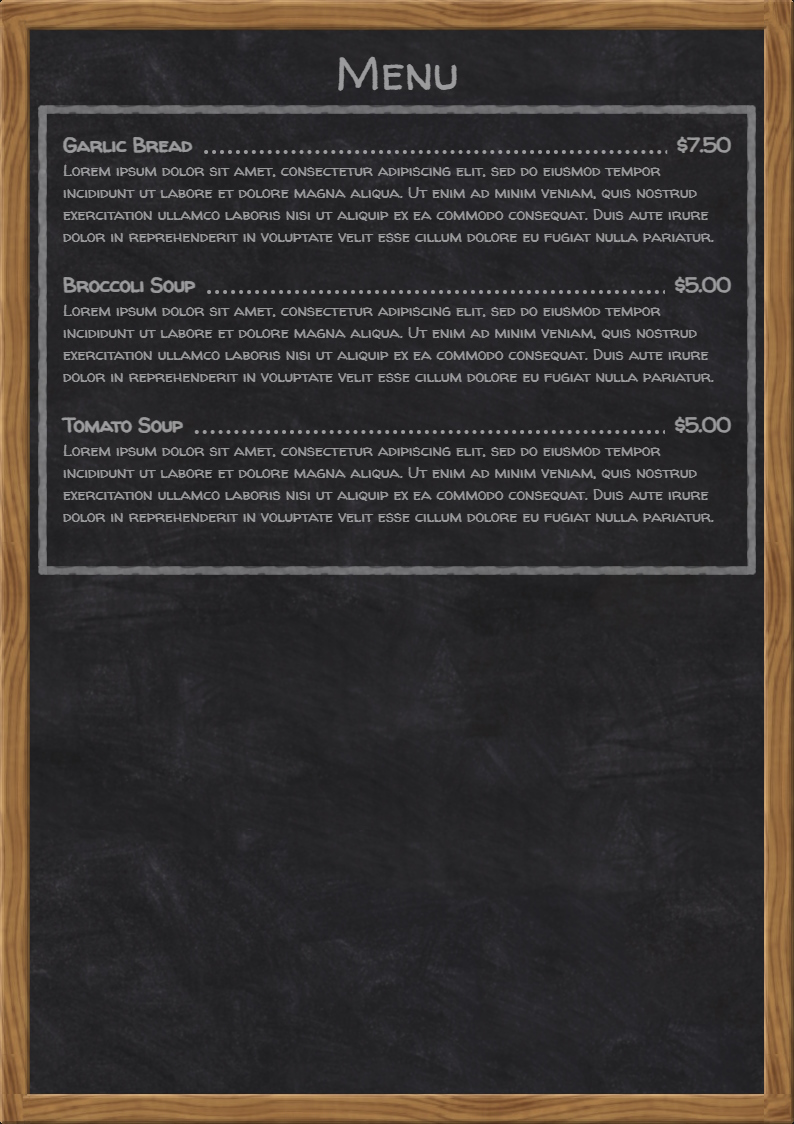 Menu
Garlic Bread ........................................ $7.50
Lorem ipsum dolor sit amet, consectetur adipiscing elit, sed do eiusmod tempor
incididunt ut labore et dolore magna aliqua. Ut enim ad minim veniam, quis nostrud
exercitation ullamco laboris nisi ut aliquip ex ea commodo consequat. Duis aute irure
dolor in reprehenderit in voluptate velit esse cillum dolore eu fugiat nulla pariatur.
Broccoli Soup ........................................ $5.00
Lorem ipsum dolor sit amet, consectetur adipiscing elit, sed do eiusmod tempor
incididunt ut labore et dolore magna aliqua. Ut enim ad minim veniam, quis nostrud
exercitation ullamco laboris nisi ut aliquip ex ea commodo consequat. Duis aute irure
dolor in reprehenderit in voluptate velit esse cillum dolore eu fugiat nulla pariatur.
Tomato Soup ........................................ $5.00
Lorem ipsum dolor sit amet, consectetur adipiscing elit, sed do eiusmod tempor
incididunt ut labore et dolore magna aliqua. Ut enim ad minim veniam, quis nostrud
exercitation ullamco laboris nisi ut aliquip ex ea commodo consequat. Duis aute irure
dolor in reprehenderit in voluptate velit esse cillum dolore eu fugiat nulla pariatur.